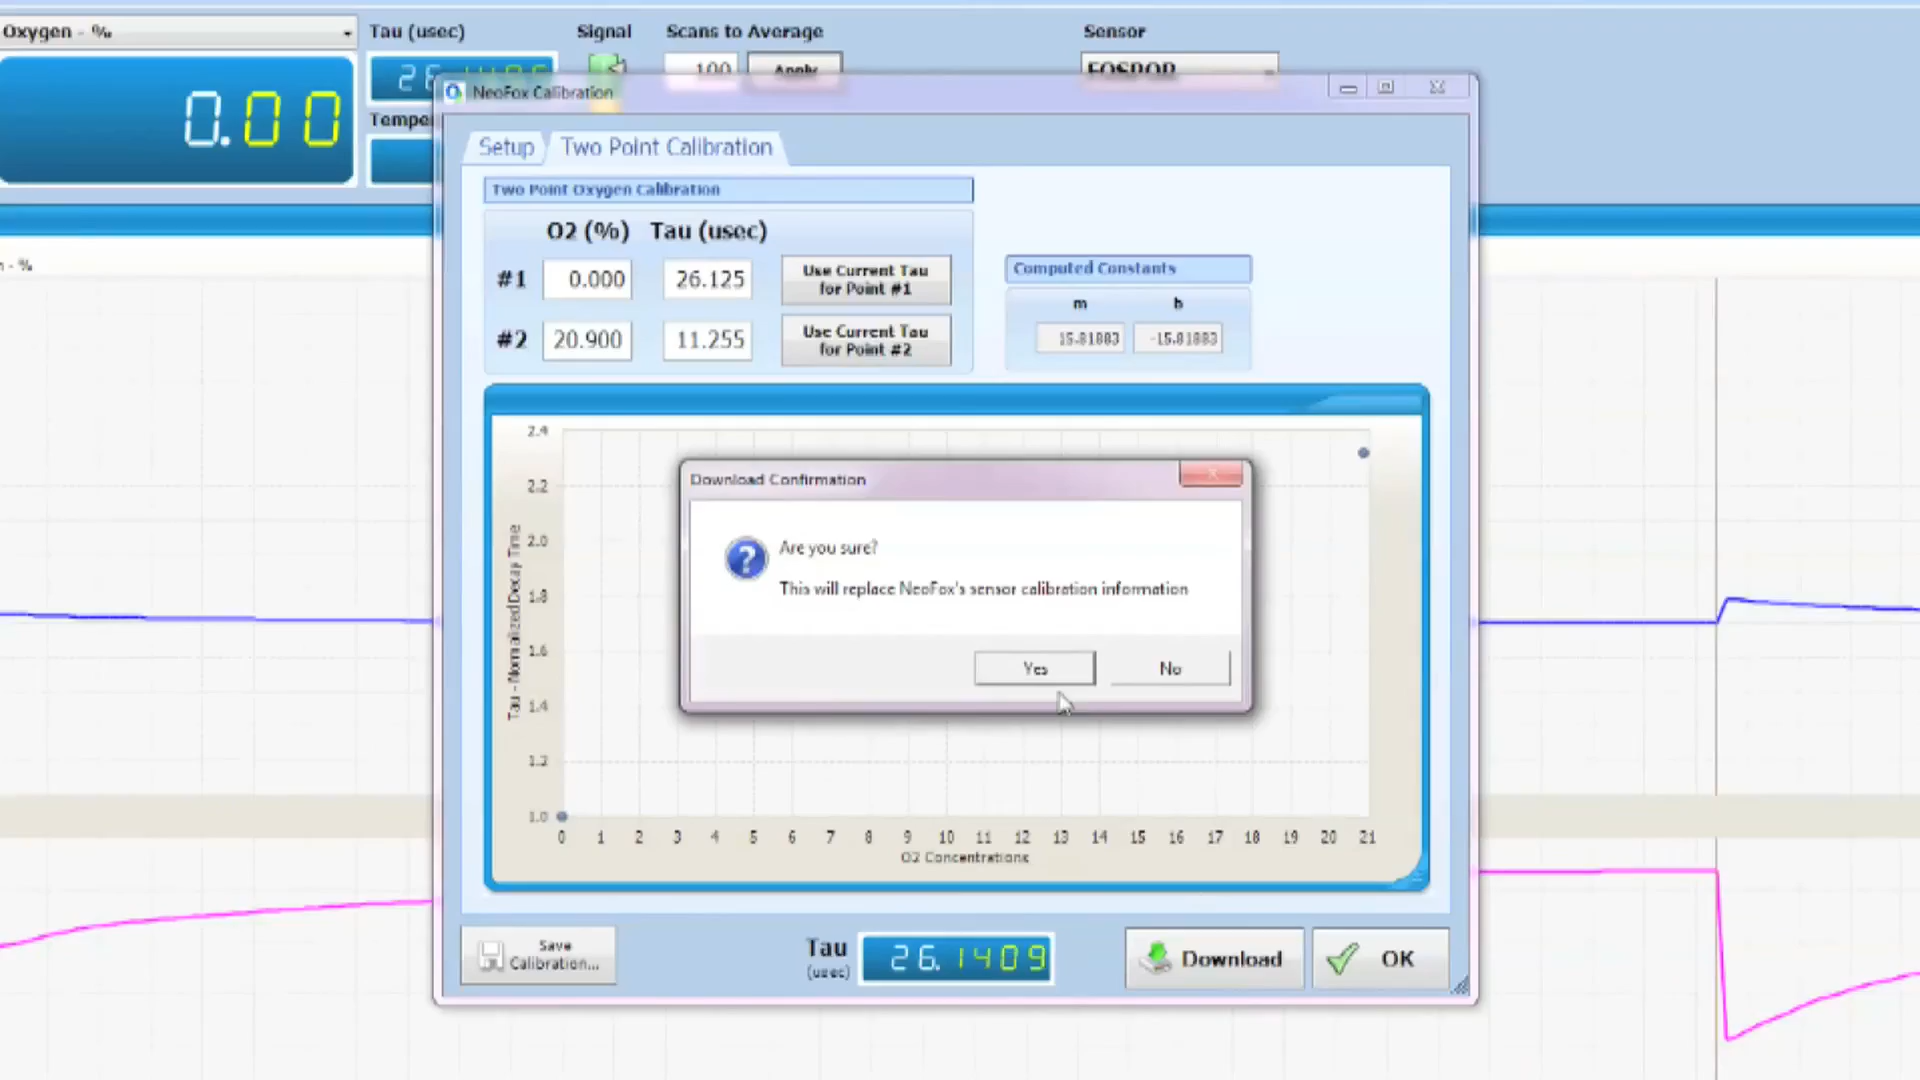 Oxygen - %
Tau (usec)
Signal
Scans to Average
Sensor
100
Apply
FOSPOR
0.00
NeoFox Calibration
Setup
Two Point Calibration
Two Point Oxygen Calibration
O2 (%) Tau (usec)
#1 0.000 26.125
Use Current Tau
for Point #1
#2 20.900 11.255
Use Current Tau
for Point #2
Computed Constants
m b
15.81883 -15.81883
- %
2.4
2.2
2.0
1.8
1.6
1.4
1.2
1.0
Tau - Normalized Decay Time
0 1 2 3 4 5 6 7 8 9 10 11 12 13 14 15 16 17 18 19 20 21
O2 Concentrations
Download Confirmation
Are you sure?
This will replace NeoFox's sensor calibration information
Yes
No
Save
Calibration...
Tau
(usec)
26.1409
Download
OK